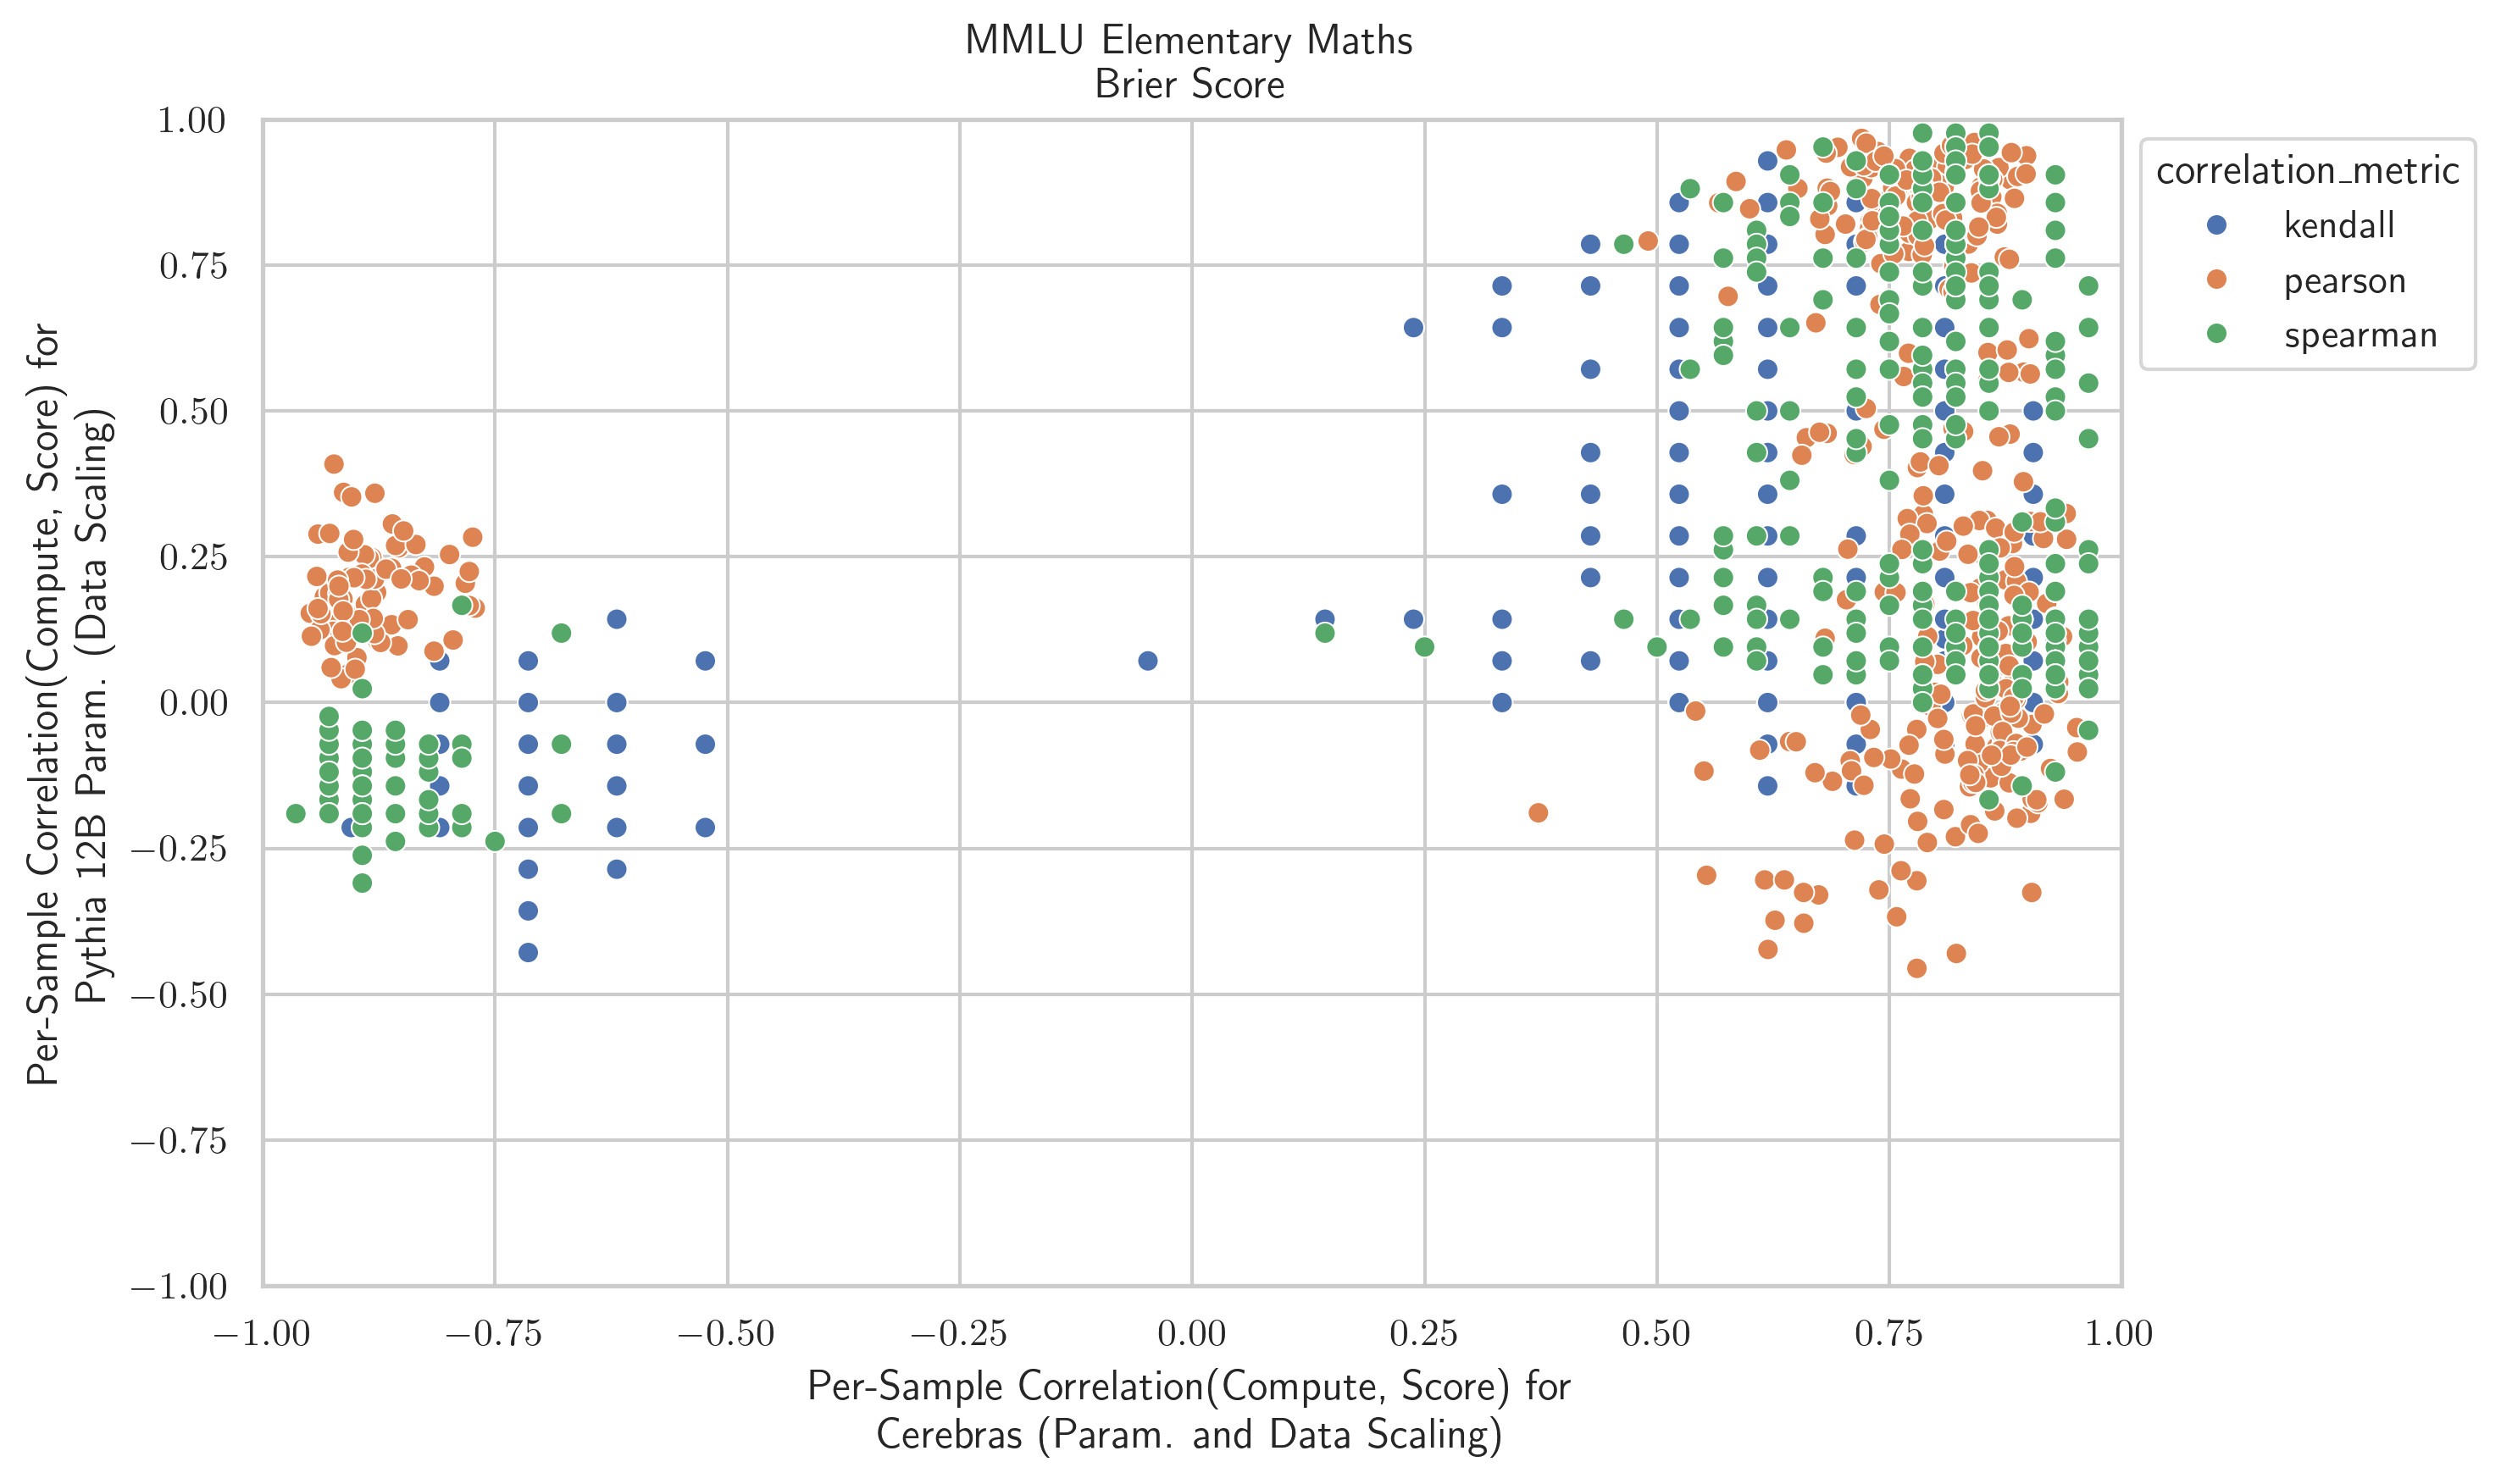 MMLU Elementary Maths
Brier Score
Per-Sample Correlation(Compute, Score) for
Pythia 12B Param. (Data Scaling)
1.00
0.75
0.50
0.25
0.00
−0.25
−0.50
−0.75
−1.00
−1.00 −0.75 −0.50 −0.25 0.00 0.25 0.50 0.75 1.00
Per-Sample Correlation(Compute, Score) for
Cerebras (Param. and Data Scaling)
correlation_metric
kendall
pearson
spearman